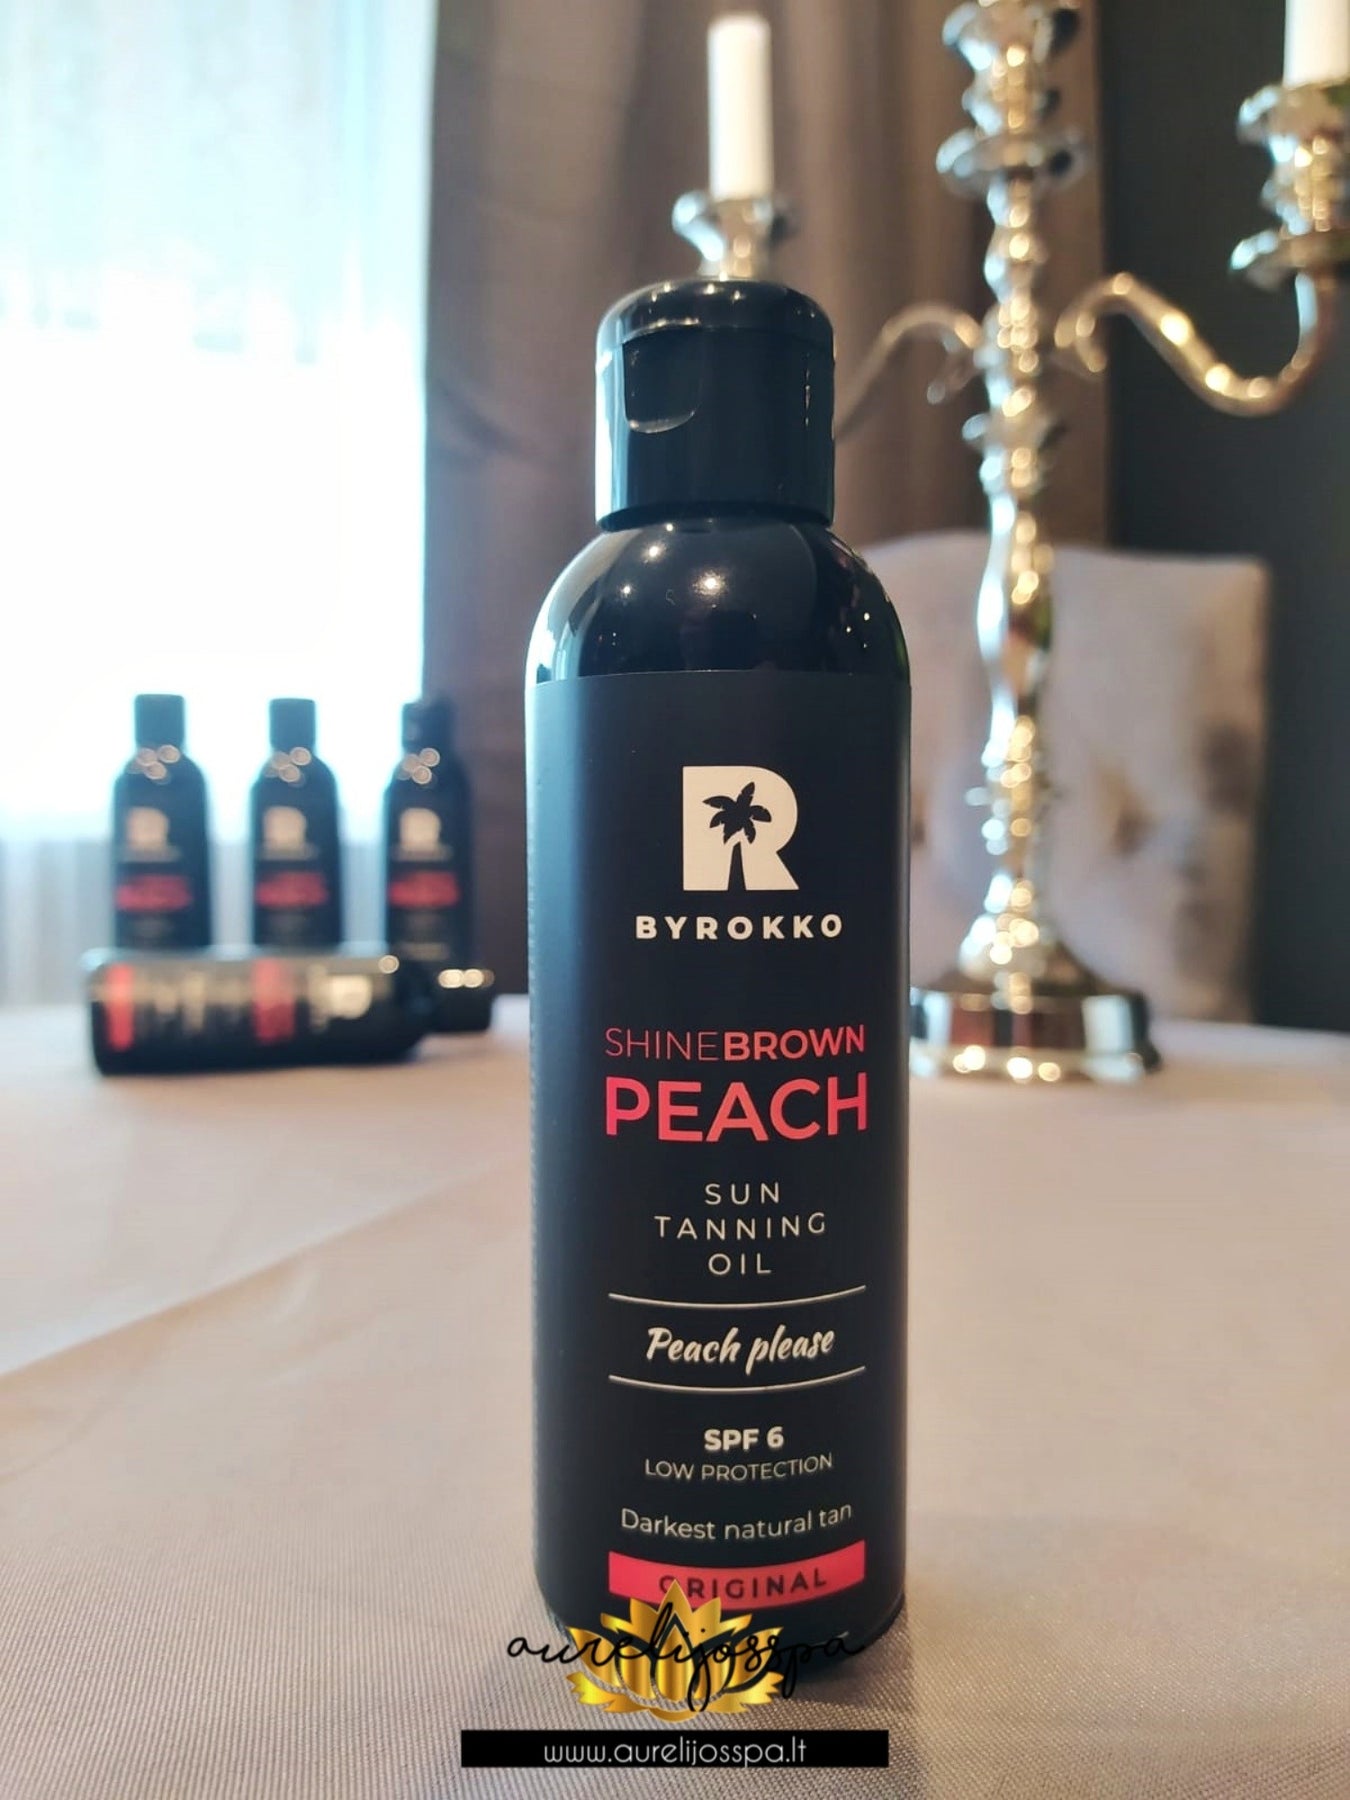 R
BYROKKO
SHINEBROWN
PEACH
SUN
TANNING
OIL
Peach please
SPF 6
LOW PROTECTION
Darkest natural tan
ORIGINAL
aurelijosspa
www.aurelijosspa.lt